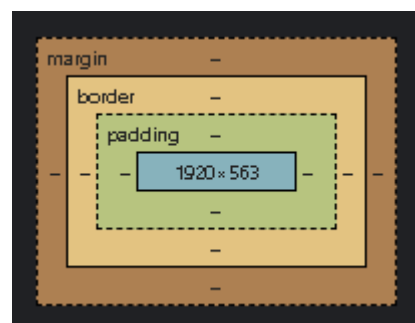 margin –
border –
padding –
– – – 1920×563 – – –
–
–
–